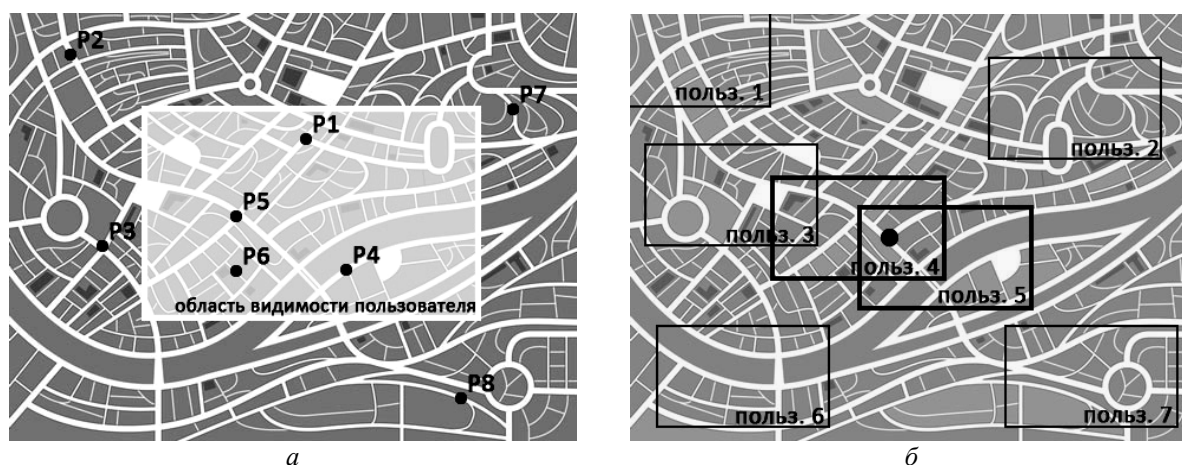 P2
P7
P1
P5
P3
P6
P4
область видимости пользователя
P8
а
польз. 1
польз. 2
польз. 3
польз. 4
польз. 5
польз. 6
польз. 7
б